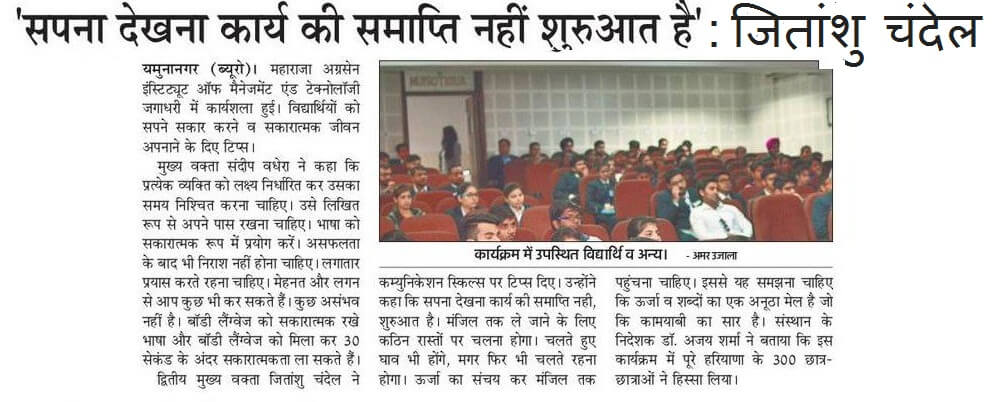 'सपना देखना कार्य की समाप्ति नहीं शुरुआत है' : जितांशु चंदेल
यमुनानगर (ब्यूरो)। महाराजा अग्रसेन
इंस्टिट्यूट ऑफ मैनेजमेंट एंड टेक्नोलॉजी
जगाधरी में कार्यशला हुई। विद्यार्थियों को
सपने सकार करने व सकारात्मक जीवन
अपनाने के दिए टिप्स।
मुख्य वक्ता संदीप वधेरा ने कहा कि
प्रत्येक व्यक्ति को लक्ष्य निर्धारित कर उसका
समय निश्चित करना चाहिए। उसे लिखित
रूप से अपने पास रखना चाहिए। भाषा को
सकारात्मक रूप में प्रयोग करें। असफलता
के बाद भी निराश नहीं होना चाहिए। लगातार
प्रयास करते रहना चाहिए। मेहनत और लगन
से आप कुछ भी कर सकते हैं। कुछ असंभव
नहीं है। बॉडी लैंग्वेज को सकारात्मक रखे
भाषा और बॉडी लैंग्वेज को मिला कर 30
सेकंड के अंदर सकारात्मकता ला सकते हैं।
द्वितीय मुख्य वक्ता जितांशु चंदेल ने
कार्यक्रम में उपस्थित विद्यार्थि व अन्य। - अमर उजाला
कम्युनिकेशन स्किल्स पर टिप्स दिए। उन्होंने
कहा कि सपना देखना कार्य की समाप्ति नही,
शुरुआत है। मंजिल तक ले जाने के लिए
कठिन रास्तों पर चलना होगा। चलते हुए
घाव भी होंगे, मगर फिर भी चलते रहना
होगा। ऊर्जा का संचय कर मंजिल तक
पहुंचना चाहिए। इससे यह समझना चाहिए
कि ऊर्जा व शब्दों का एक अनूठा मेल है जो
कि कामयाबी का सार है। संस्थान के
निदेशक डॉ. अजय शर्मा ने बताया कि इस
कार्यक्रम में पूरे हरियाणा के 300 छात्र-
छात्राओं ने हिस्सा लिया।